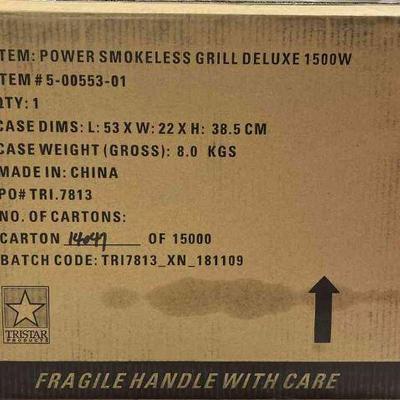 TEM: POWER SMOKELESS GRILL DELUXE 1500W
TEM # 5-00553-01
QTY: 1
CASE DIMS: L: 53 X W: 22 X H: 38.5 CM
CASE WEIGHT (GROSS): 8.0 KGS
MADE IN: CHINA
PO# TRI.7813
NO. OF CARTONS:
CARTON 14047 OF 15000
BATCH CODE: TRI7813_XN_181109
TRISTAR
PRODUCTS
FRAGILE HANDLE WITH CARE